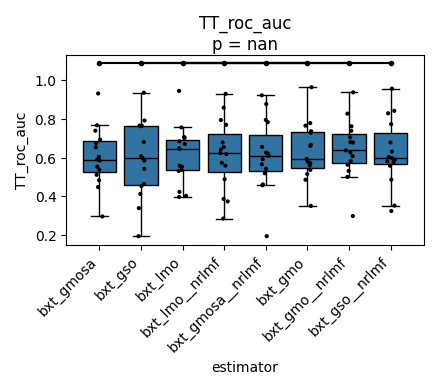 TT_roc_auc
p = nan
TT_roc_auc
1.0
0.8
0.6
0.4
0.2
bxt_gmosa
bxt_gso
bxt_lmo
bxt_lmo__nrlmf
bxt_gmosa__nrlmf
bxt_gmo
bxt_gmo__nrlmf
bxt_gso__nrlmf
estimator